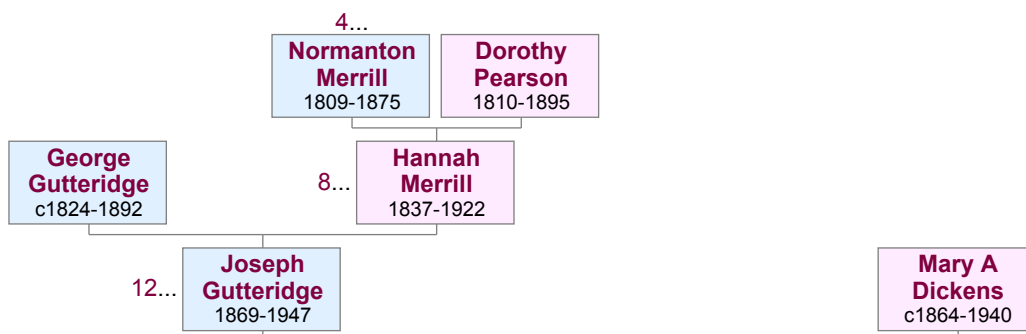 4...
Normanton
Merrill
1809-1875
Dorothy
Pearson
1810-1895
George
Gutteridge
c1824-1892
8...
Hannah
Merrill
1837-1922
12...
Joseph
Gutteridge
1869-1947
Mary A
Dickens
c1864-1940